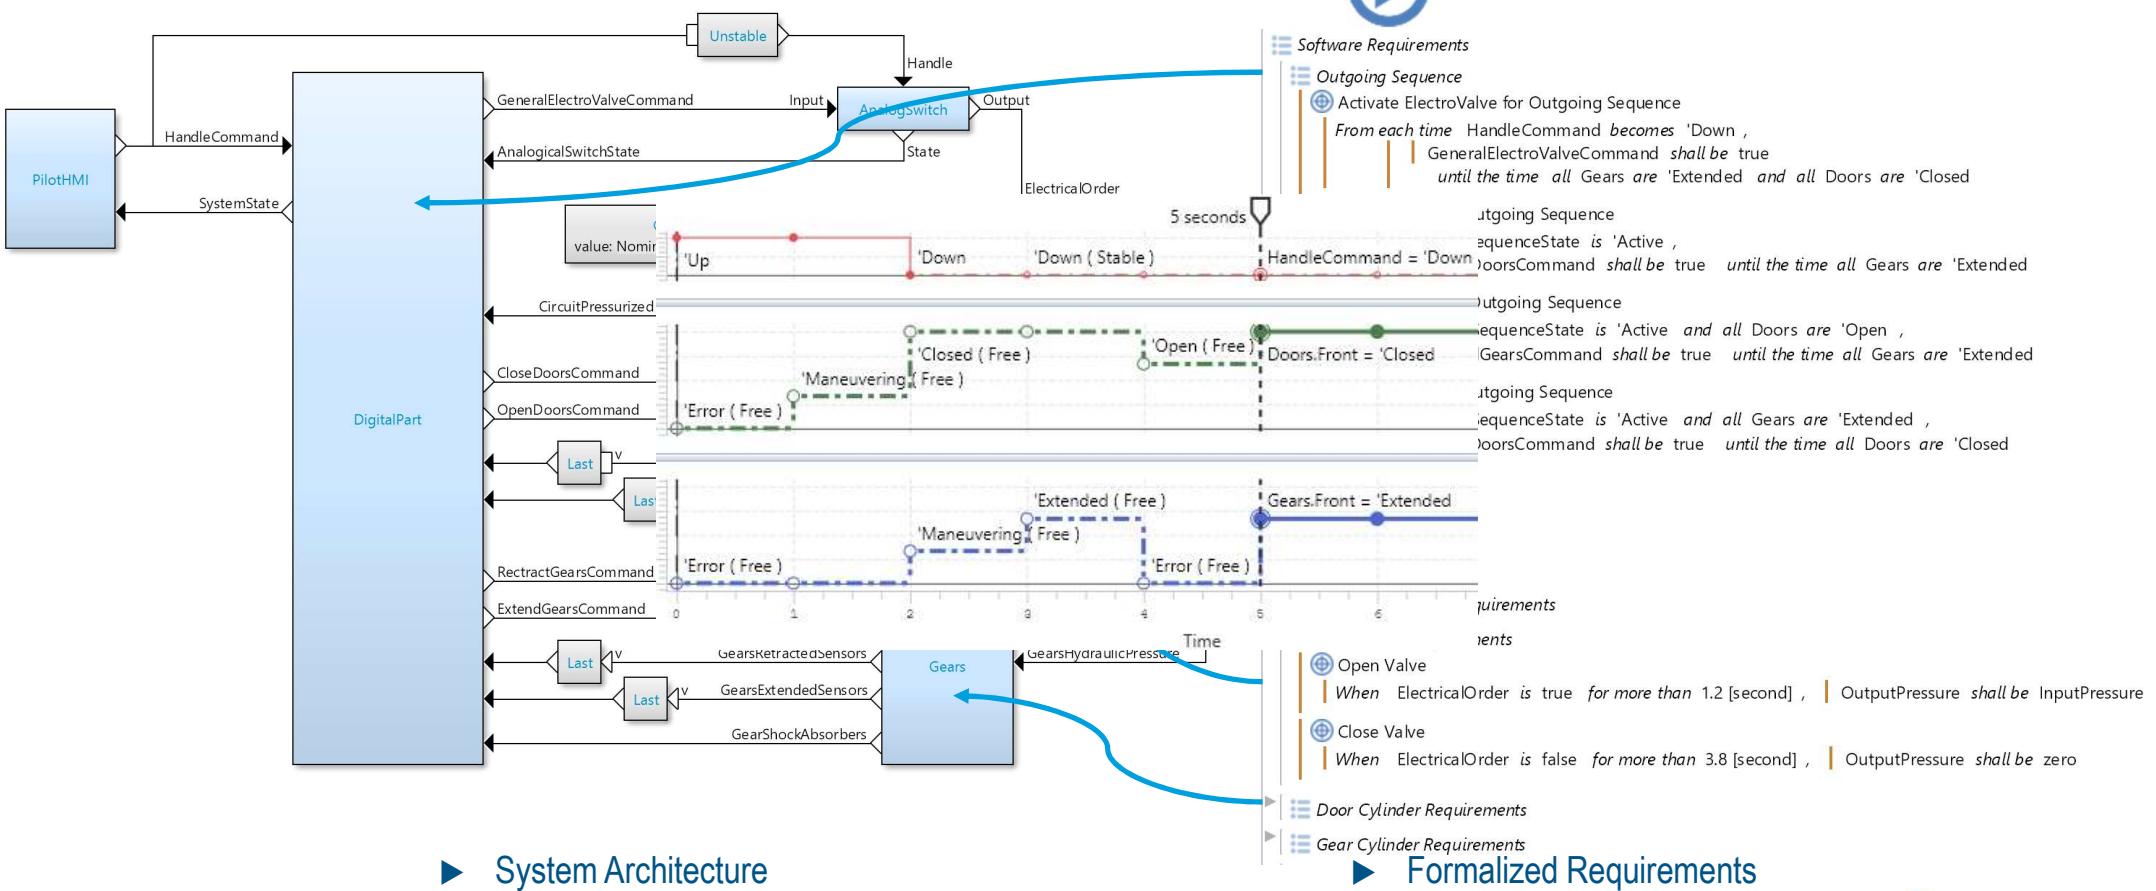 Unstable
Handle
GeneralElectroValveCommand
Input
AnalogSwitch
Output
HandleCommand
AnalogicalSwitchState
State
PilotHMI
ElectricalOrder
SystemState
value: Nomi
CircuitPressurized
CloseDoorsCommand
OpenDoorsCommand
DigitalPart
Last
v
Las
RectractGearsCommand
ExtendGearsCommand
Last
v
GearsRetractedSensors
Gears
GearsHydraulicPressure
Last
v
GearsExtendedSensors
GearShockAbsorbers
5 seconds
'Up
'Down
'Down ( Stable )
HandleCommand = 'Down
'Error ( Free )
'Maneuvering ( Free )
'Closed ( Free )
'Open ( Free )
Doors.Front = 'Closed
'Error ( Free )
'Maneuvering ( Free )
'Extended ( Free )
'Error ( Free )
Gears.Front = 'Extended
0 1 2 3 4 5 6
Time
Software Requirements
Outgoing Sequence
Activate ElectroValve for Outgoing Sequence
From each time HandleCommand becomes 'Down ,
GeneralElectroValveCommand shall be true
until the time all Gears are 'Extended and all Doors are 'Closed
utgoing Sequence
equenceState is 'Active ,
DoorsCommand shall be true until the time all Gears are 'Extended
Outgoing Sequence
equenceState is 'Active and all Doors are 'Open ,
GearsCommand shall be true until the time all Gears are 'Extended
utgoing Sequence
SequenceState is 'Active and all Gears are 'Extended ,
DoorsCommand shall be true until the time all Doors are 'Closed
quirements
ments
Open Valve
When ElectricalOrder is true for more than 1.2 [second] , OutputPressure shall be InputPressure
Close Valve
When ElectricalOrder is false for more than 3.8 [second] , OutputPressure shall be zero
Door Cylinder Requirements
Gear Cylinder Requirements
System Architecture
Formalized Requirements